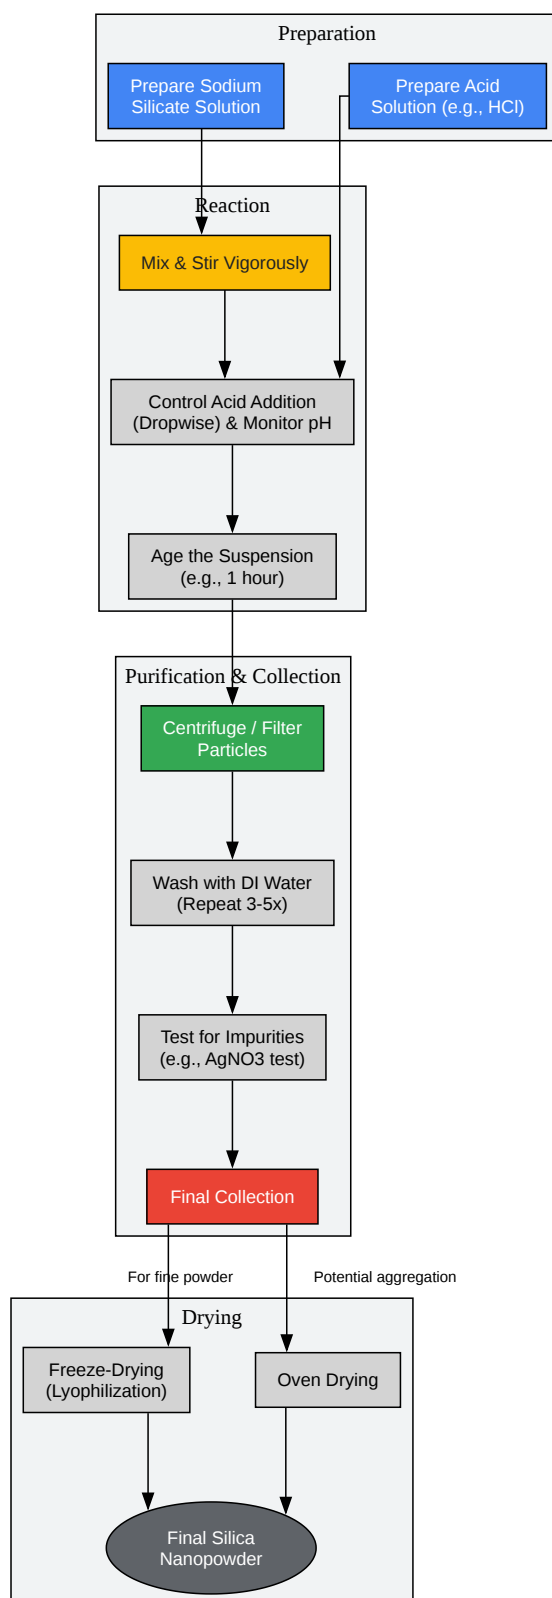 Preparation
Prepare Sodium
Silicate Solution
Prepare Acid
Solution (e.g., HCl)
Reaction
Mix & Stir Vigorously
Control Acid Addition
(Dropwise) & Monitor pH
Age the Suspension
(e.g., 1 hour)
Purification & Collection
Centrifuge / Filter
Particles
Wash with DI Water
(Repeat 3-5x)
Test for Impurities
(e.g., AgNO3 test)
Final Collection
For fine powder
Potential aggregation
Drying
Freeze-Drying
(Lyophilization)
Oven Drying
Final Silica
Nanopowder